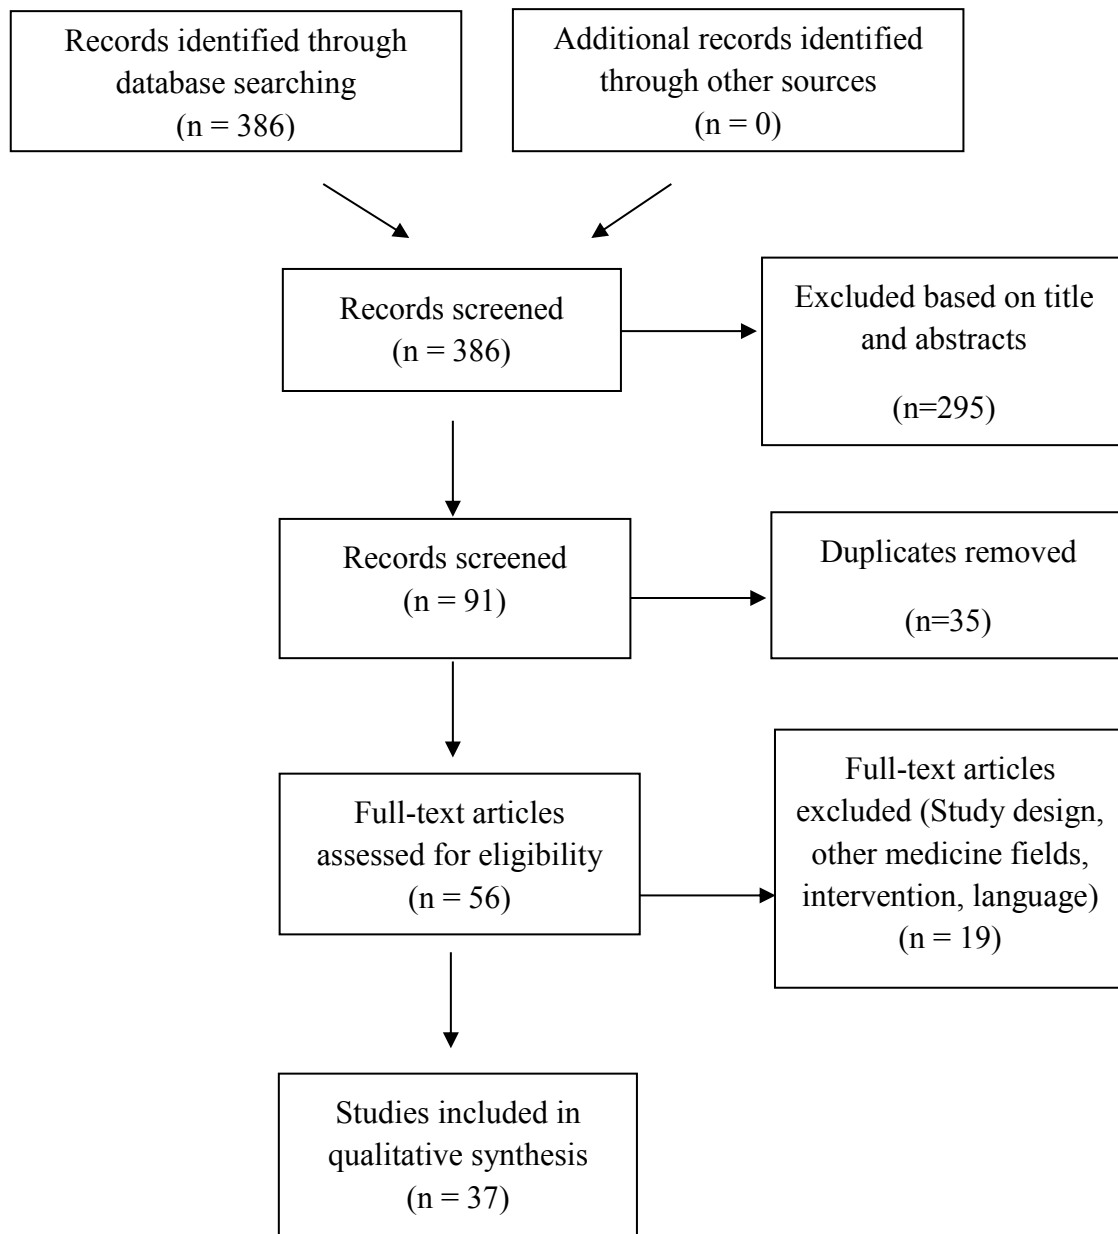 Records identified through
database searching
(n = 386)
Additional records identified
through other sources
(n = 0)
Records screened
(n = 386)
Excluded based on title
and abstracts
(n=295)
Records screened
(n = 91)
Duplicates removed
(n=35)
Full-text articles
assessed for eligibility
(n = 56)
Full-text articles
excluded (Study design,
other medicine fields,
intervention, language)
(n = 19)
Studies included in
qualitative synthesis
(n = 37)